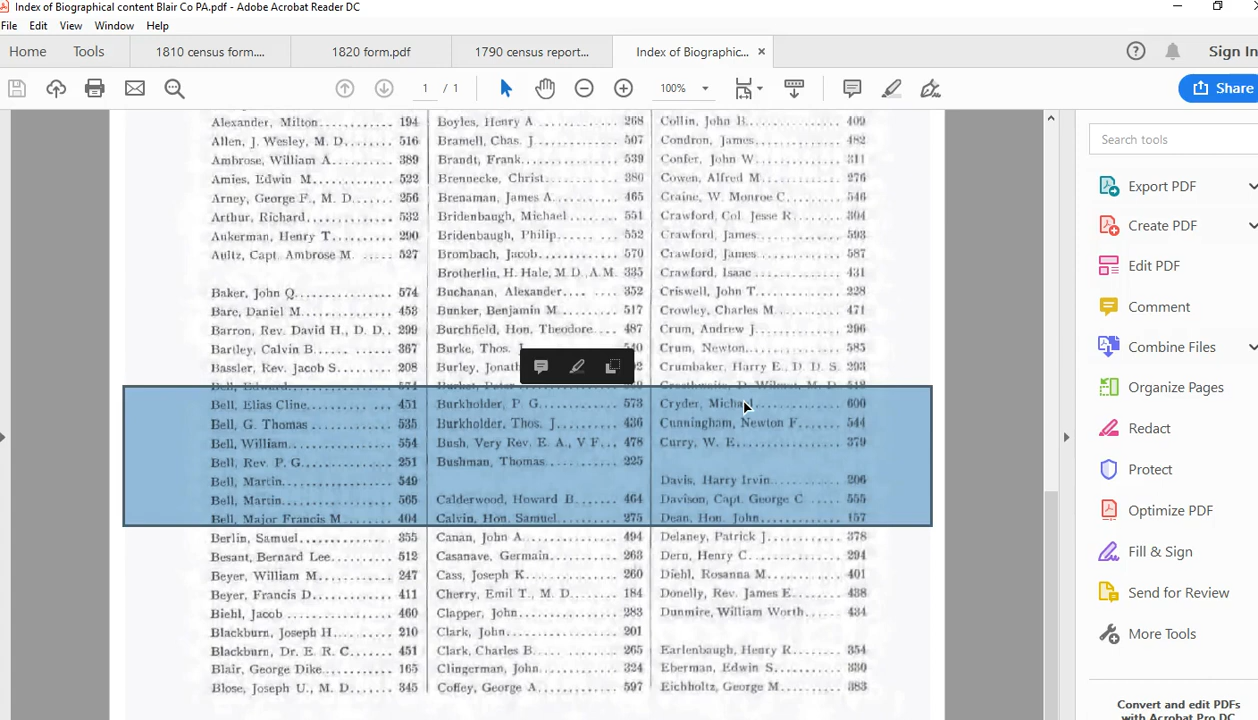 Index of Biographical content Blair Co PA.pdf - Adobe Acrobat Reader DC
File Edit View Window Help
Home Tools 1810 census form.... 1820 form.pdf 1790 census report... Index of Biographic... × Sign In
1 / 1 100% Share
Alexander, Milton............ 194
Allen, J. Wesley, M. D........ 516
Ambrose, William A.......... 389
Amies, Edwin M............. 522
Arney, George F., M. D....... 256
Arthur, Richard............. 532
Aukerman, Henry T.......... 290
Aultz, Capt. Ambrose M. ..... 527
Baker, John Q............... 574
Bare, Daniel M.............. 453
Barron, Rev. David H., D. D.. 299
Bartley, Calvin B............ 367
Bassler, Rev. Jacob S......... 208
Bell, Edward............... 574
Bell, Elias Cline......... ... 451
Bell, G. Thomas ............ 535
Bell, William............... 554
Bell, Rev. P. G.............. 251
Bell, Martin................ 549
Bell, Martin................ 565
Bell, Major Francis M........ 404
Berlin, Samuel.............. 355
Besant, Bernard Lee......... 512
Beyer, William M........... 247
Beyer, Francis D............ 411
Biehl, Jacob ................ 460
Blackburn, Joseph H.... .... 210
Blackburn, Dr. E. R. C....... 451
Blair, George Dike........... 165
Blose, Joseph U., M. D....... 345
Boyles, Henry A. ........... 268
Bramell, Chas. J............. 507
Brandt, Frank.............. 539
Brennecke, Christ........... 380
Brenaman, James A......... 465
Bridenbaugh, Michael ....... 551
Bridenbaugh, Philip...... ... 552
Brombach, Jacob............ 570
Brotherlin, H. Hale, M.D., A.M. 335
Buchanan, Alexander.... .... 352
Bunker, Benjamin M........ 517
Burchfield, Hon. Theodore.... 487
Burke, Thos.
Burley,
Burkholder, P. G............ 573
Burkholder, Thos. J......... 436
Bush, Very Rev. E. A., V F... 478
Bushman, Thomas.......... 225
Calderwood, Howard B...... 464
Calvin, Hon. Samuel........ 275
Canan, John A.............. 494
Casanave, Germain.......... 263
Cass, Joseph K.............. 260
Cherry, Emil T., M. D....... 184
Clapper, John............... 283
Clark, John................ 201
Clark, Charles B............ 265
Clingerman, John........... 324
Coffey, George A............ 597
Collin, John B.............. 409
Condron, James............. 482
Confer, John W............. 311
Cowen, Alfred M........... 276
Craine, W. Monroe C........ 546
Crawford, Col. Jesse R....... 304
Crawford, James............ 593
Crawford, James ........... 587
Crawford, Isaac ............ 431
Criswell, John T............ 228
Crowley, Charles M......... 471
Crum, Andrew J............ 296
Crum, Newton.............. 585
Crumbaker, Harry E., D. D. S. 293
Cryder, Micha ............ 600
Cunningham, Newton F...... 544
Curry, W. E................ 379
Davis, Harry Irvin.......... 206
Davison, Capt. George C ..... 555
Dean, Hon. John............ 157
Delaney, Patrick J........... 378
Dern, Henry C.............. 294
Diehl, Rosanna M........... 401
Donelly, Rev. James E....... 438
Dunmire, William Worth..... 434
Earlenbaugh, Henry K....... 354
Eberman, Edwin S.......... 330
Eichholtz, George M......... 383
Search tools
Export PDF
Create PDF
Edit PDF
Comment
Combine Files
Organize Pages
Redact
Protect
Optimize PDF
Fill & Sign
Send for Review
More Tools
Convert and edit PDFs
with Acrobat Pro DC